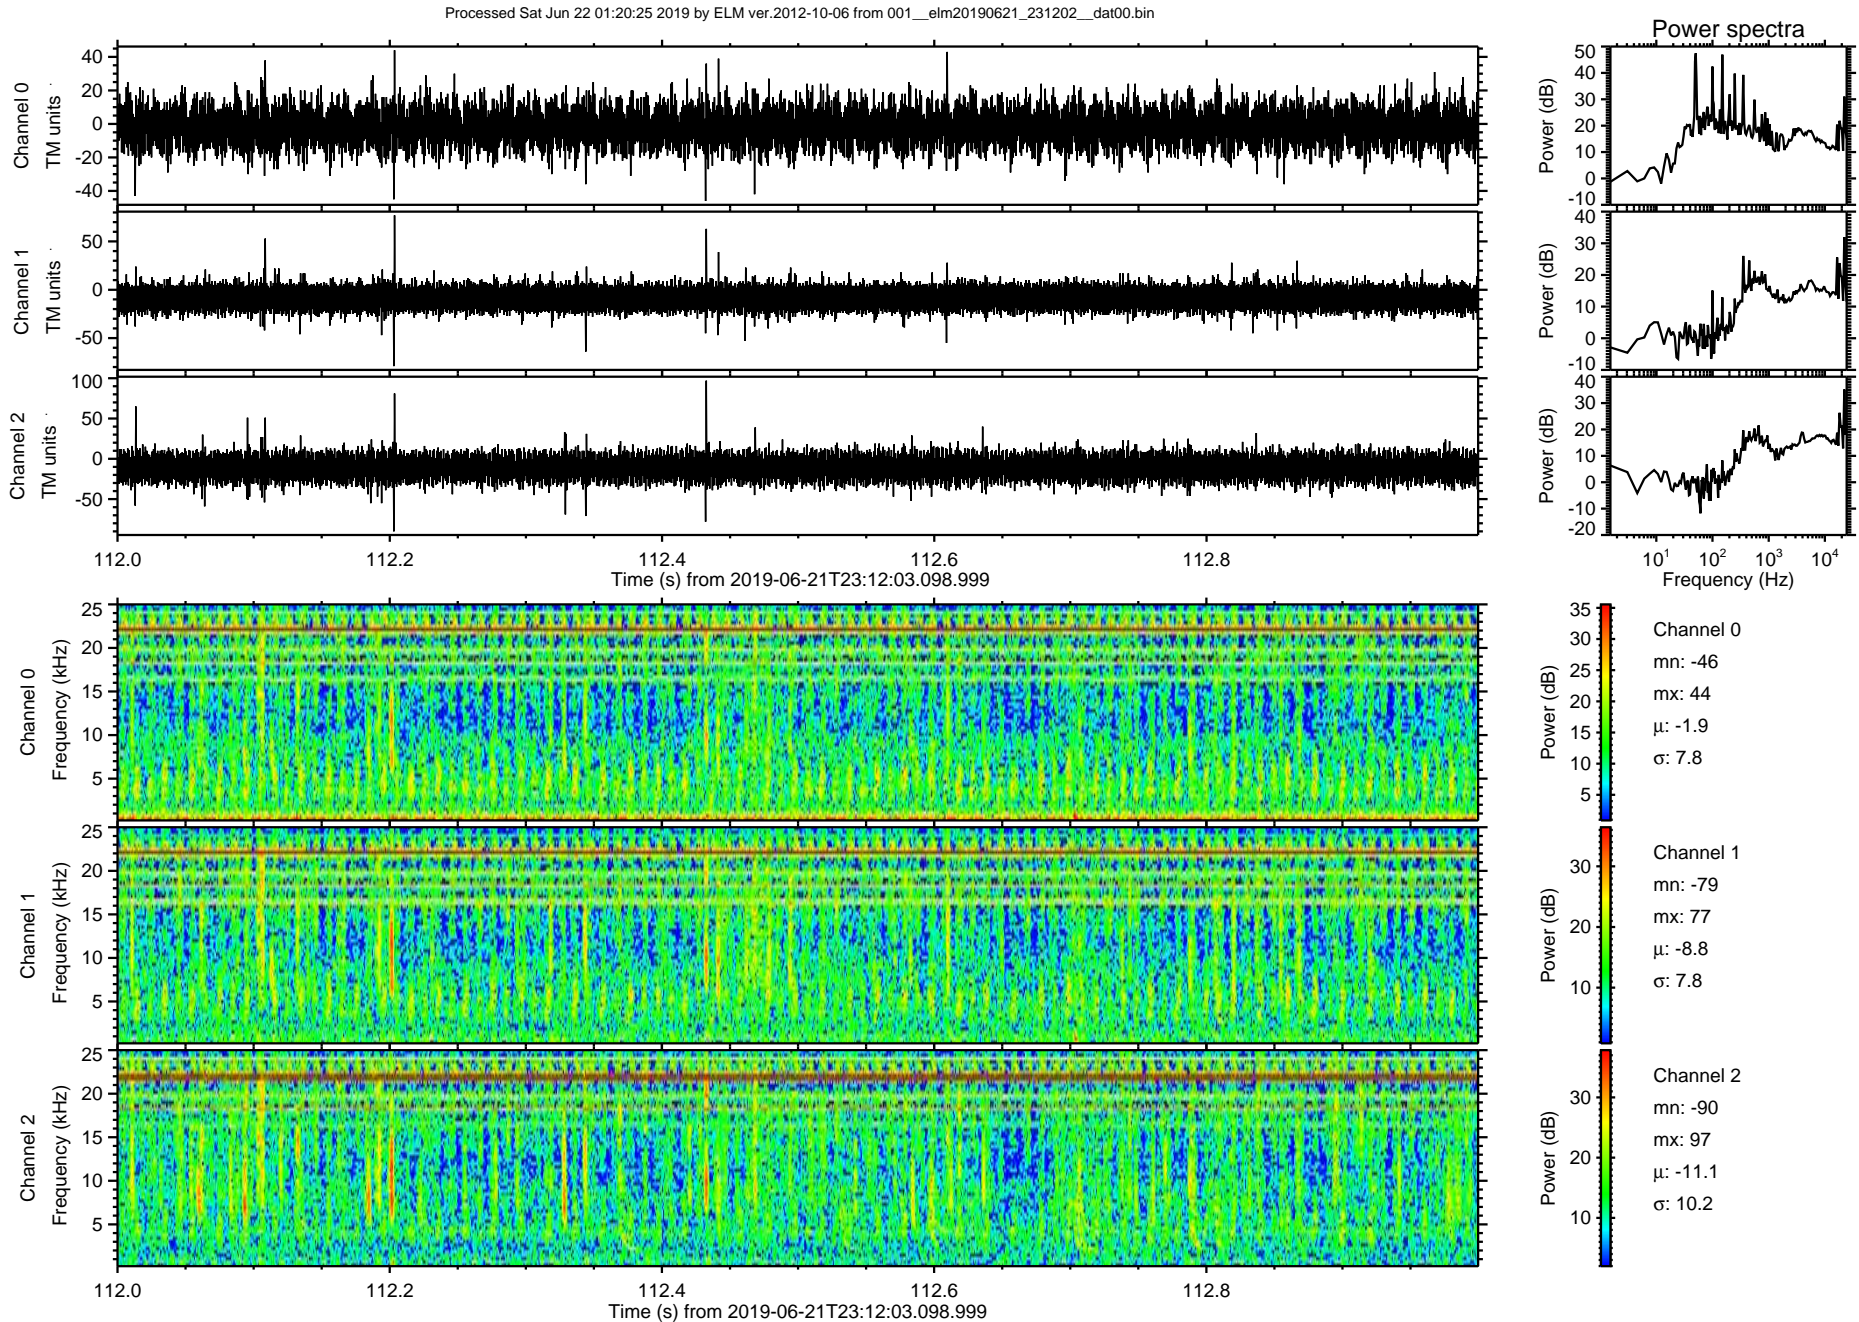 Processed Sat Jun 22 01:20:25 2019 by ELM ver.2012-10-06 from 001__elm20190621_231202__dat00.bin
Power spectra
Channel 0
TM units
40
20
0
-20
-40
Power (dB)
50
40
30
20
10
0
-10
Channel 1
TM units
50
0
-50
Power (dB)
40
30
20
10
0
-10
Channel 2
TM units
100
50
0
-50
Power (dB)
40
30
20
10
0
-10
-20
112.0 112.2 112.4 112.6 112.8
Time (s) from 2019-06-21T23:12:03.098.999
10^1 10^2 10^3 10^4
Frequency (Hz)
Channel 0
Frequency (kHz)
25
20
15
10
5
Power (dB)
35
30
25
20
15
10
5
Channel 0
mn: -46
mx: 44
µ: -1.9
σ: 7.8
Channel 1
Frequency (kHz)
25
20
15
10
5
Power (dB)
30
20
10
Channel 1
mn: -79
mx: 77
µ: -8.8
σ: 7.8
Channel 2
Frequency (kHz)
25
20
15
10
5
Power (dB)
30
20
10
Channel 2
mn: -90
mx: 97
µ: -11.1
σ: 10.2
112.0 112.2 112.4 112.6 112.8
Time (s) from 2019-06-21T23:12:03.098.999